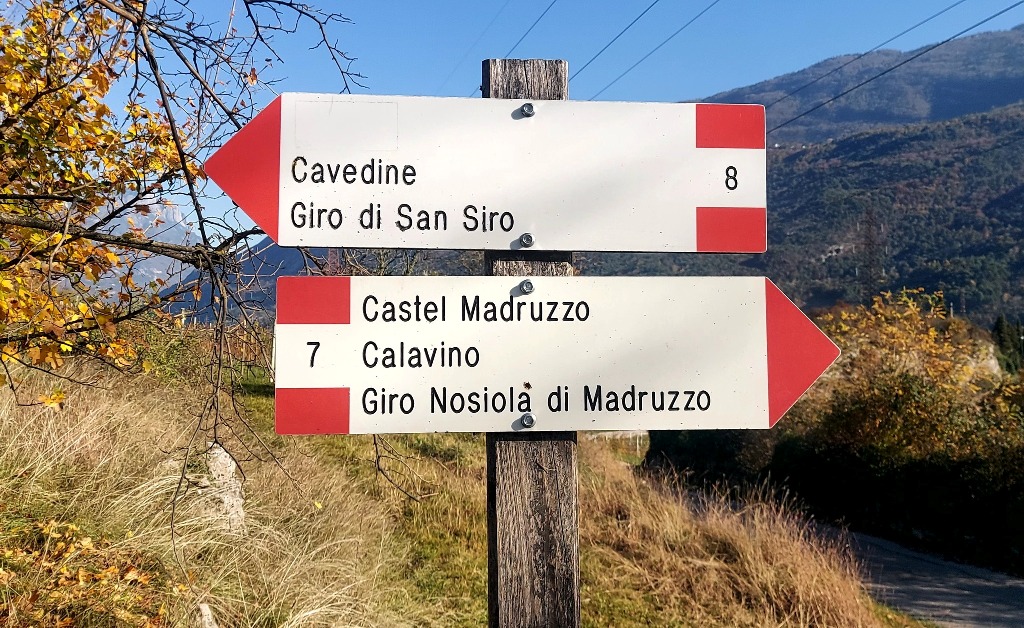 Cavedine
8
Giro di San Siro
Castel Madruzzo
7
Calavino
Giro Nosiola di Madruzzo